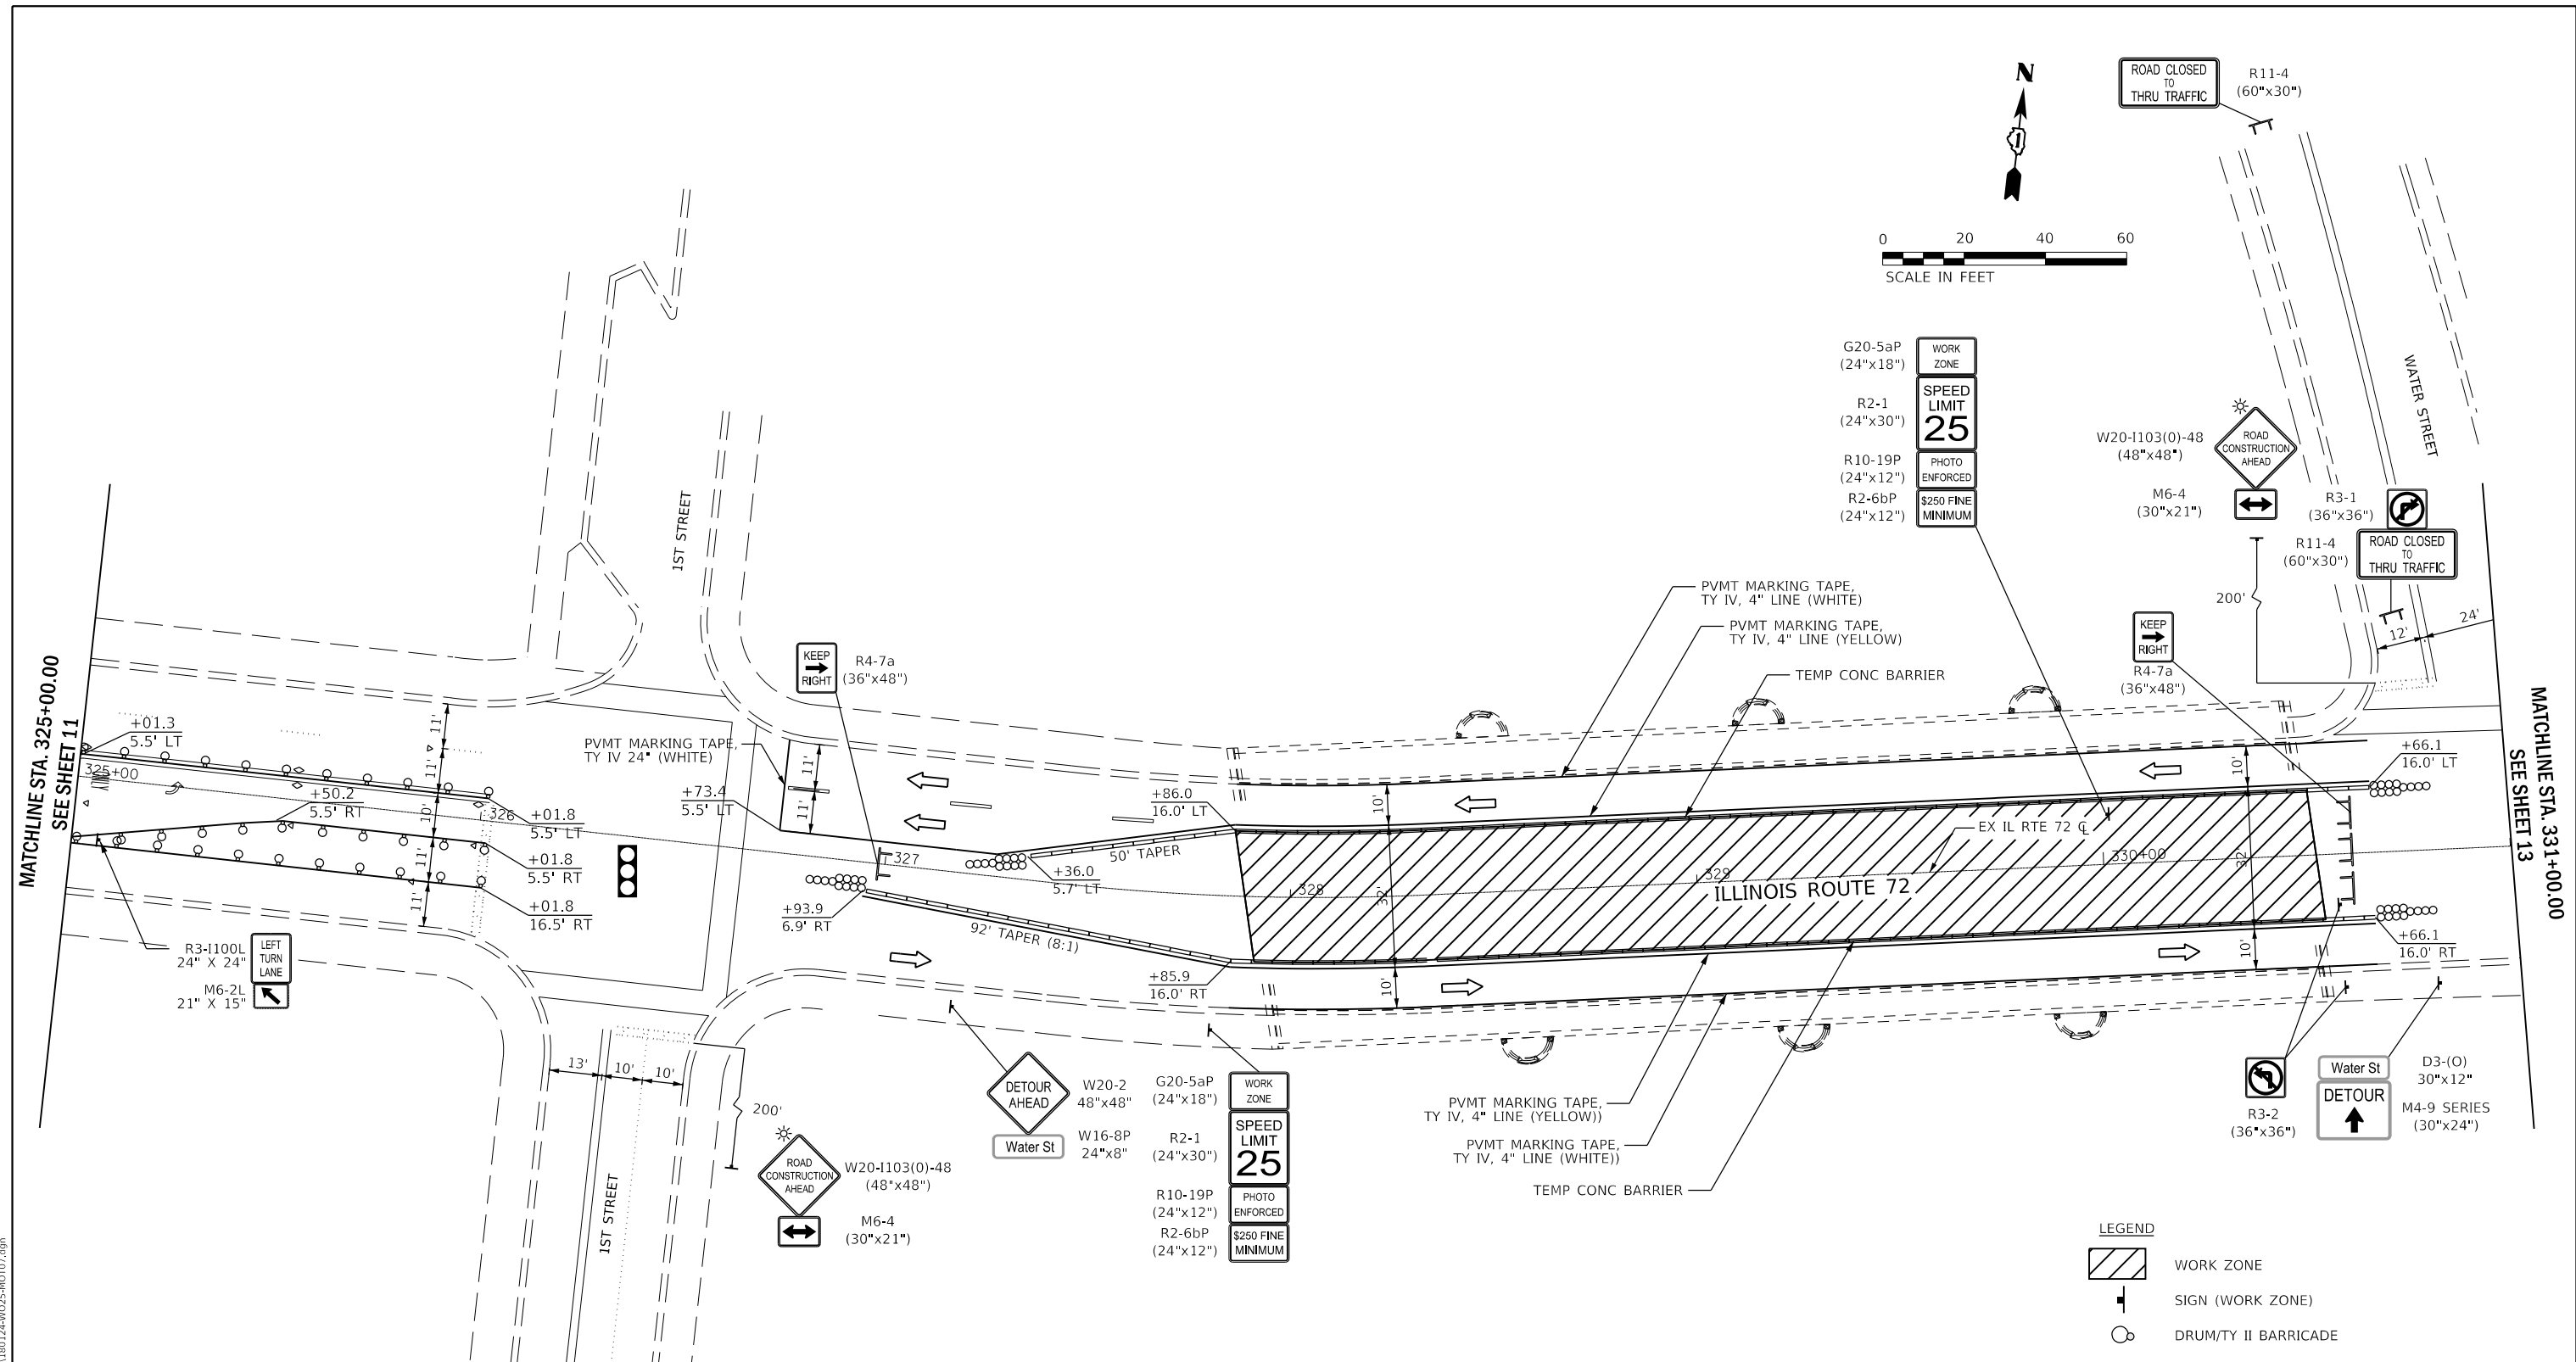 N
1
0 20 40 60
SCALE IN FEET
ROAD CLOSED
TO
THRU TRAFFIC
R11-4
(60"x30")
WATER STREET
G20-5aP
(24"x18")
WORK
ZONE
R2-1
(24"x30")
SPEED
LIMIT
25
R10-19P
(24"x12")
PHOTO
ENFORCED
R2-6bP
(24"x12")
$250 FINE
MINIMUM
W20-I103(0)-48
(48"x48")
ROAD
CONSTRUCTION
AHEAD
M6-4
(30"x21")
R3-1
(36"x36")
R11-4
(60"x30")
ROAD CLOSED
TO
THRU TRAFFIC
200'
12'
24'
KEEP
RIGHT
R4-7a
(36"x48")
MATCHLINE STA. 331+00.00
SEE SHEET 13
1ST STREET
KEEP
RIGHT
R4-7a
(36"x48")
PVMT MARKING TAPE,
TY IV, 4" LINE (WHITE)
PVMT MARKING TAPE,
TY IV, 4" LINE (YELLOW)
TEMP CONC BARRIER
MATCHLINE STA. 325+00.00
SEE SHEET 11
+01.3
5.5' LT
325+00
+50.2
5.5' RT
11'
11'
10'
11'
11'
326
+01.8
5.5' LT
+01.8
5.5' RT
+01.8
16.5' RT
PVMT MARKING TAPE,
TY IV 24" (WHITE)
+73.4
5.5' LT
11'
11'
327
+93.9
6.9' RT
50' TAPER
+36.0
5.7' LT
92' TAPER (8:1)
+86.0
16.0' LT
+85.9
16.0' RT
10'
32'
10'
328
329
330+00
EX IL RTE 72 ℄
ILLINOIS ROUTE 72
10'
32'
10'
+66.1
16.0' LT
+66.1
16.0' RT
R3-I100L
24" X 24"
LEFT
TURN
LANE
M6-2L
21" X 15"
13'
10'
10'
200'
1ST STREET
ROAD
CONSTRUCTION
AHEAD
W20-I103(0)-48
(48"x48")
M6-4
(30"x21")
DETOUR
AHEAD
W20-2
48"x48"
Water St
W16-8P
24"x8"
G20-5aP
(24"x18")
WORK
ZONE
R2-1
(24"x30")
SPEED
LIMIT
25
R10-19P
(24"x12")
PHOTO
ENFORCED
R2-6bP
(24"x12")
$250 FINE
MINIMUM
PVMT MARKING TAPE,
TY IV, 4" LINE (YELLOW))
PVMT MARKING TAPE,
TY IV, 4" LINE (WHITE))
TEMP CONC BARRIER
R3-2
(36"x36")
Water St
D3-(O)
30"x12"
DETOUR
M4-9 SERIES
(30"x24")
LEGEND
WORK ZONE
SIGN (WORK ZONE)
DRUM/TY II BARRICADE